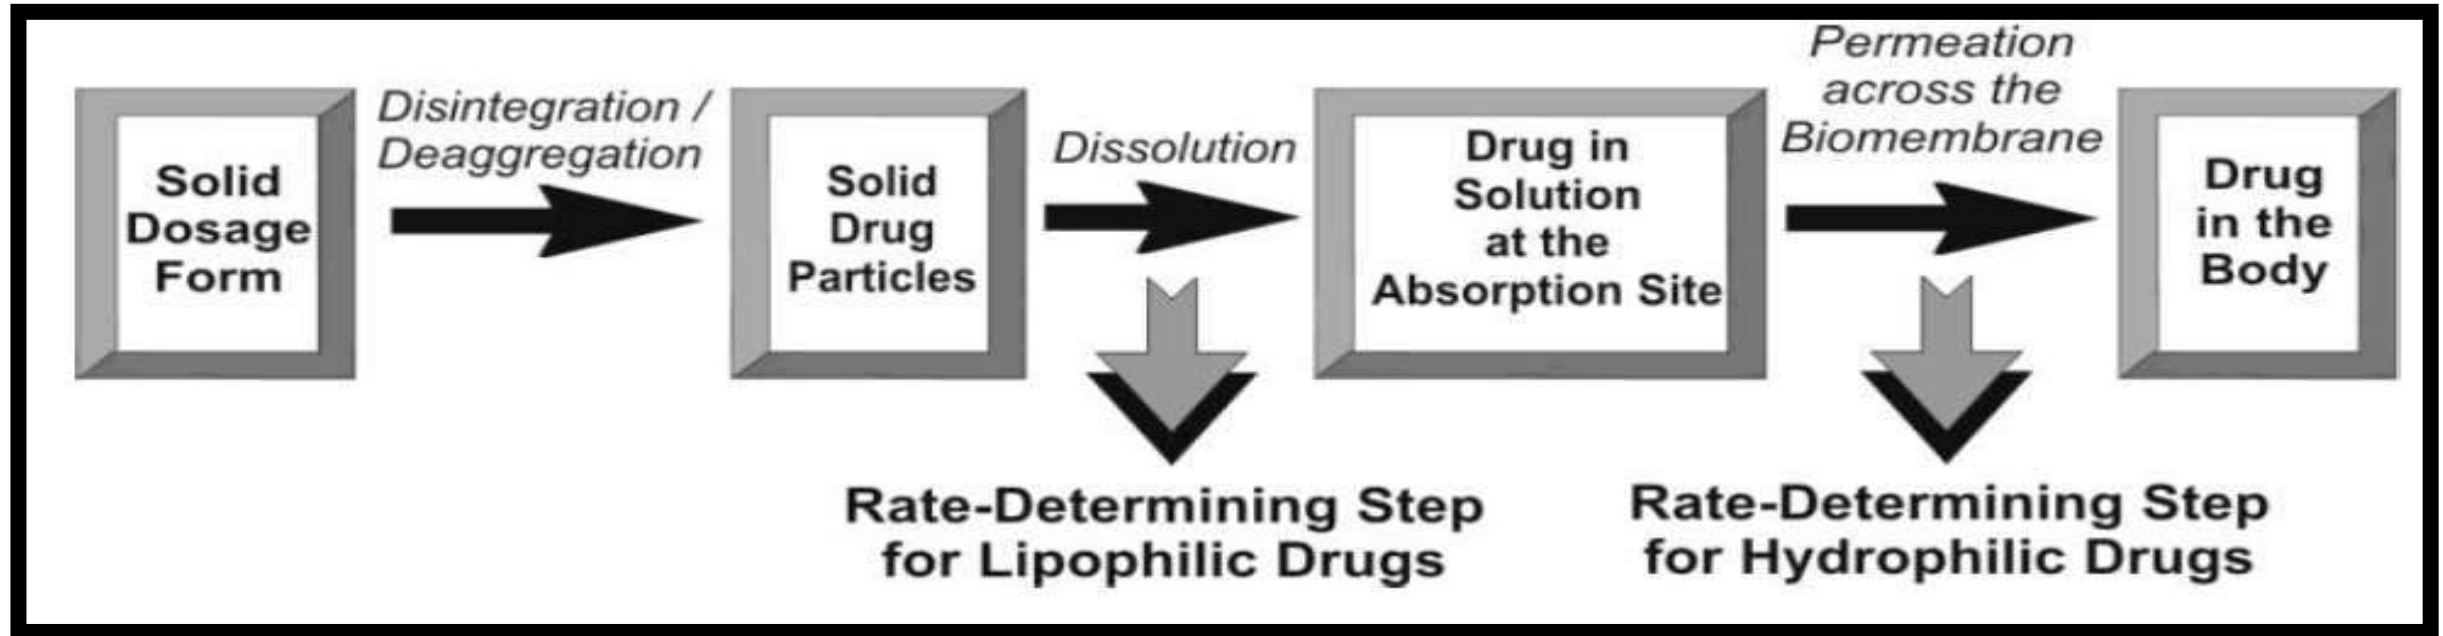 Solid
Dosage
Form
Disintegration /
Deaggregation
Solid
Drug
Particles
Dissolution
Drug in
Solution
at the
Absorption Site
Permeation
across the
Biomembrane
Drug
in the
Body
Rate-Determining Step
for Lipophilic Drugs
Rate-Determining Step
for Hydrophilic Drugs